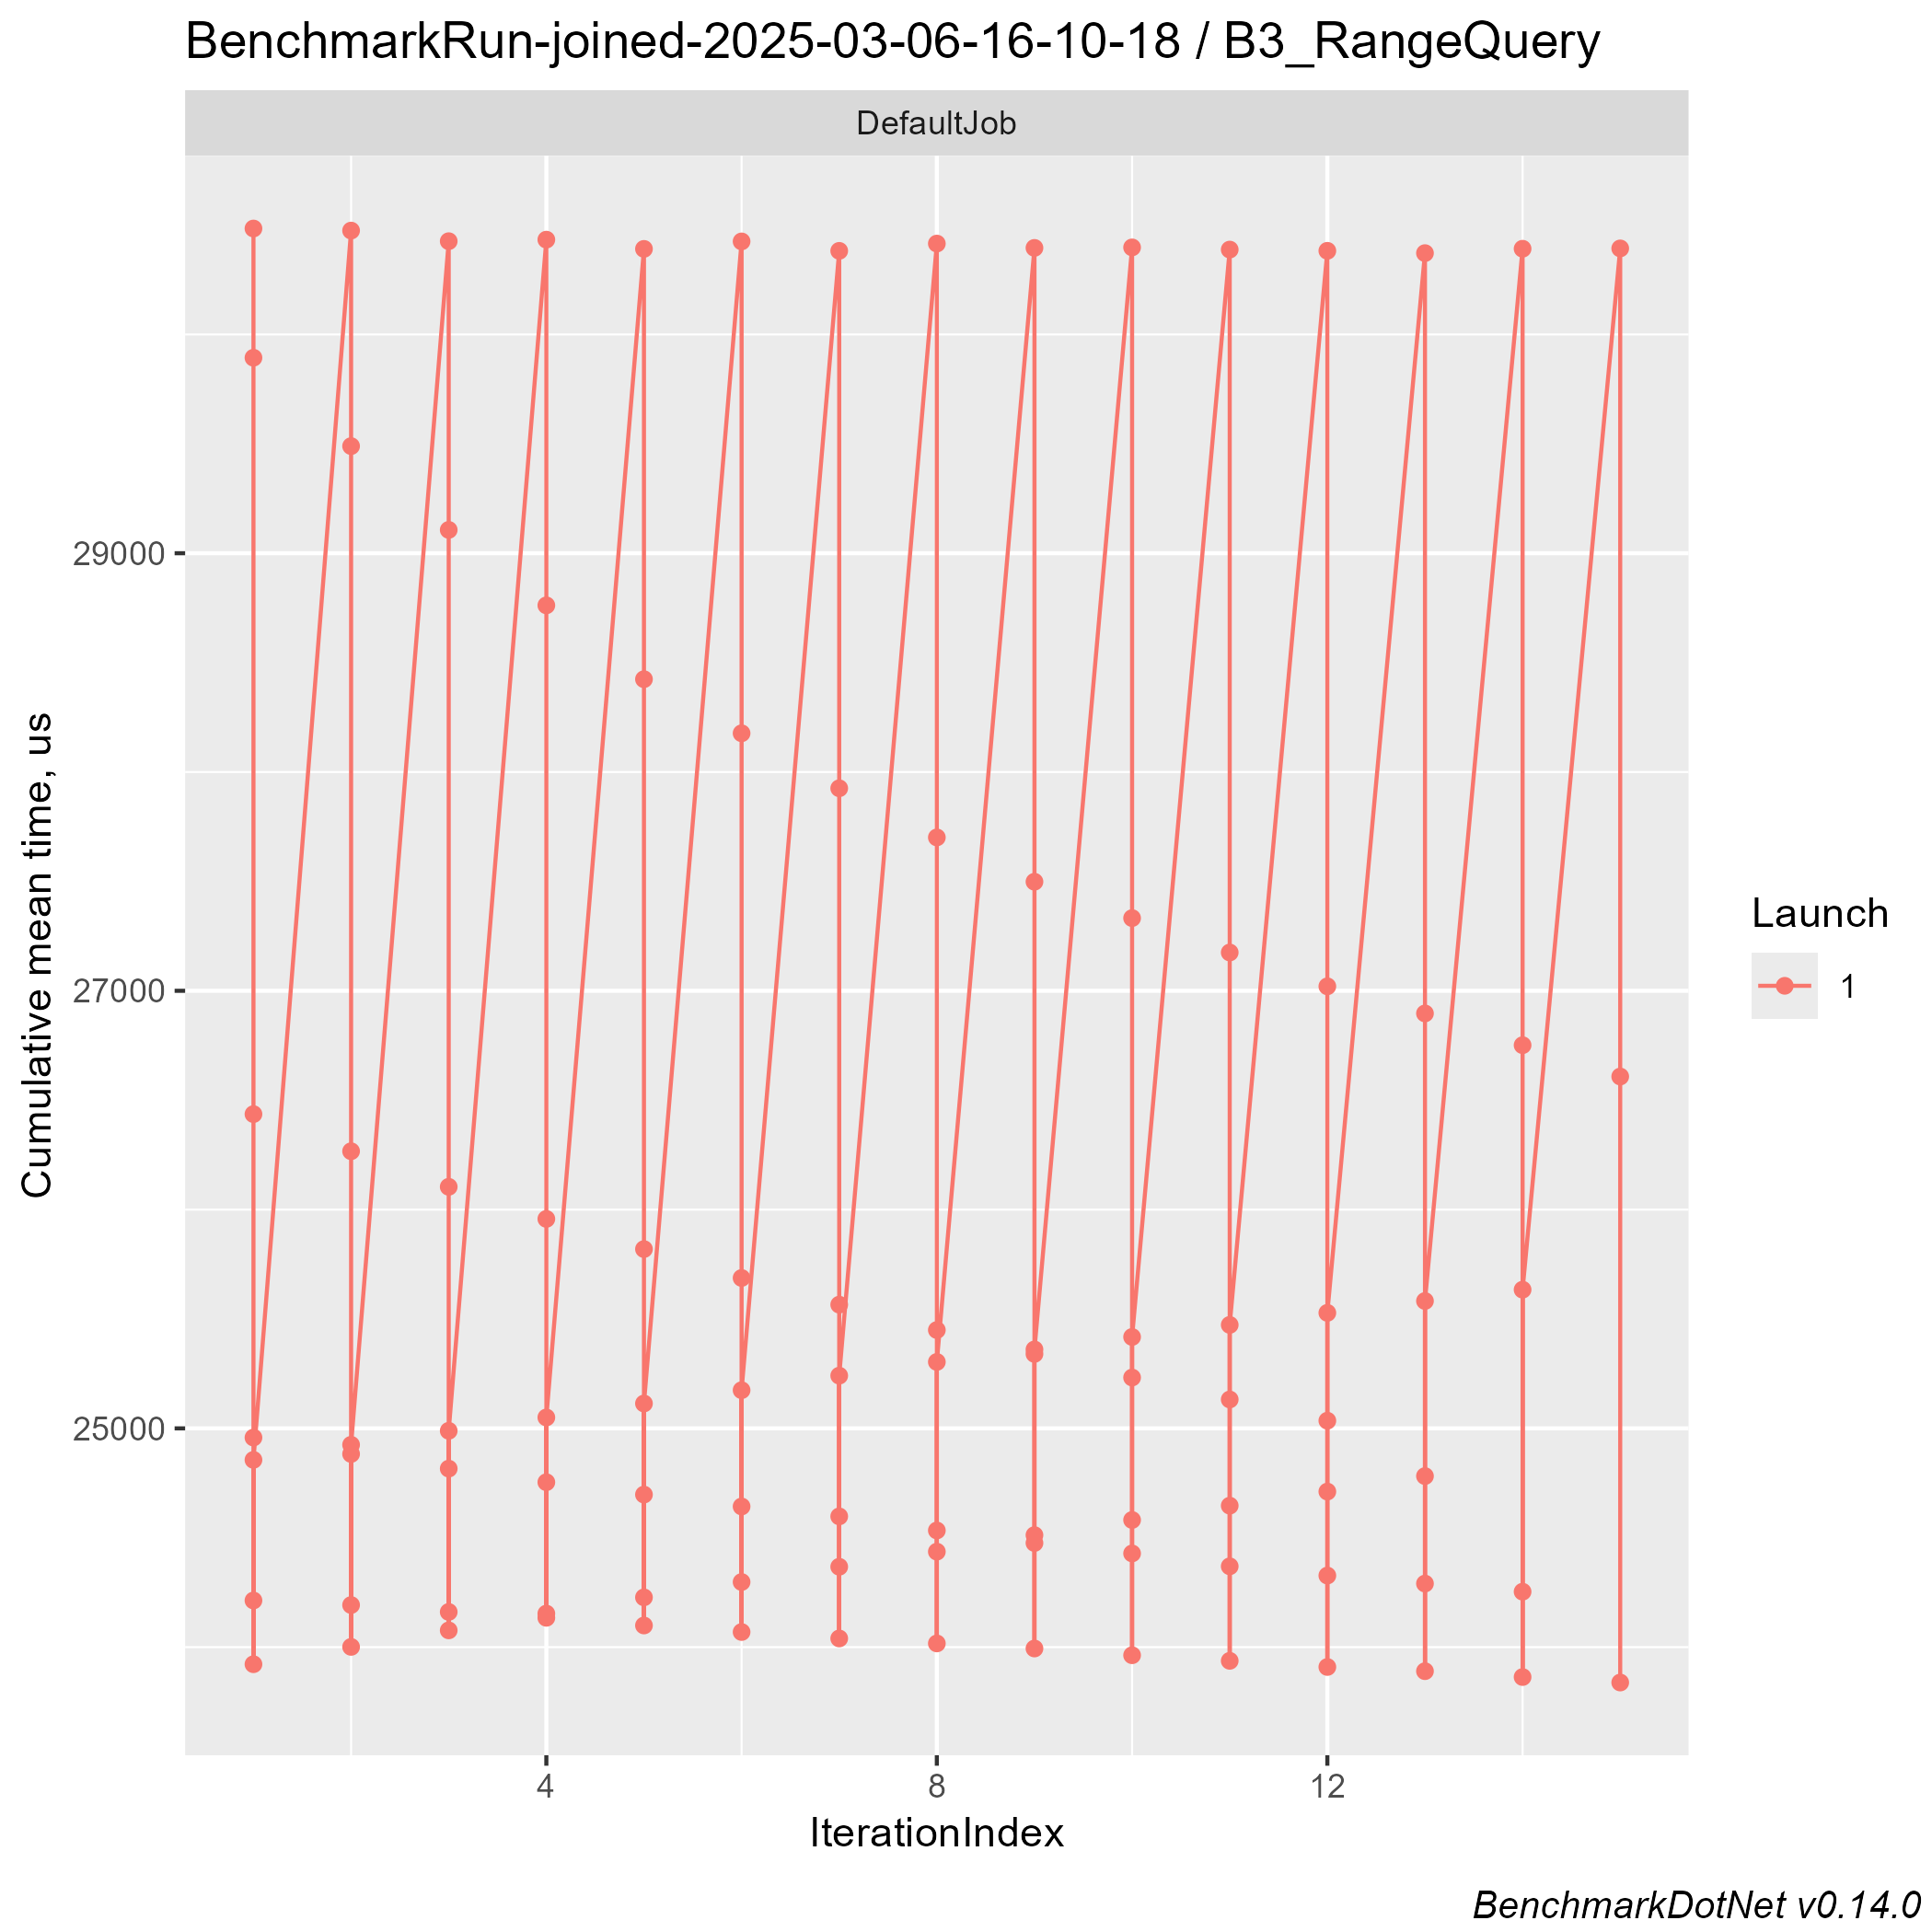 BenchmarkRun-joined-2025-03-06-16-10-18 / B3_RangeQuery
DefaultJob
Cumulative mean time, us
29000
27000
25000
4
8
12
IterationIndex
Launch
1
BenchmarkDotNet v0.14.0